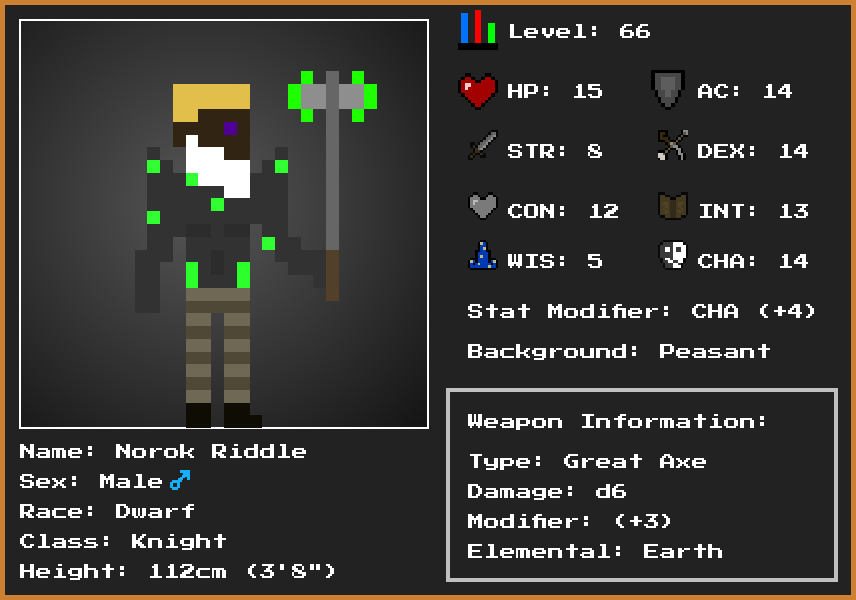 Level: 66
HP: 15
AC: 14
STR: 8
DEX: 14
CON: 12
INT: 13
WIS: 5
CHA: 14
Stat Modifier: CHA (+4)
Background: Peasant
Weapon Information:
Type: Great Axe
Damage: d6
Modifier: (+3)
Elemental: Earth
Name: Norok Riddle
Sex: Male♂
Race: Dwarf
Class: Knight
Height: 112cm (3'8")